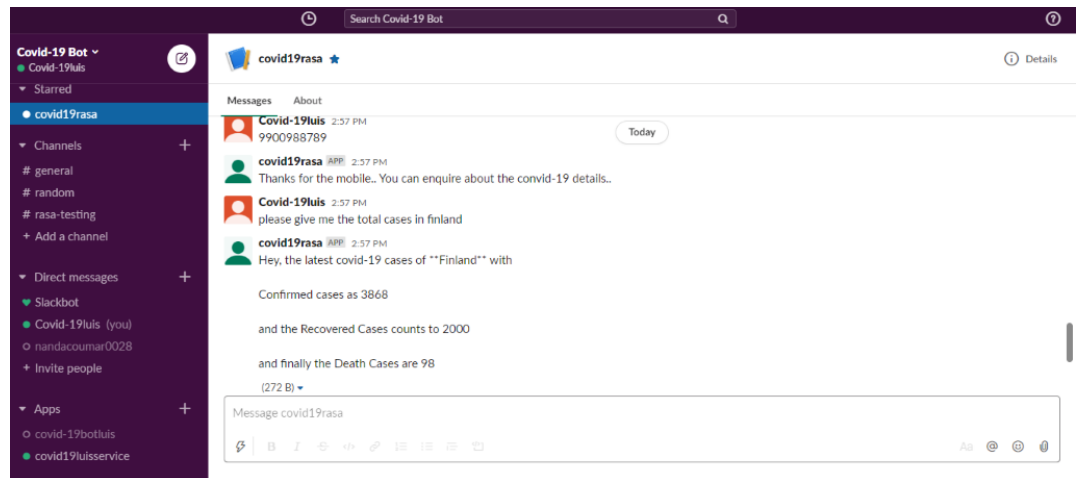 Search Covid-19 Bot
Covid-19 Bot
Covid-19luis
Starred
covid19rasa
Channels
# general
# random
# rasa-testing
+ Add a channel
Direct messages
Slackbot
Covid-19luis (you)
nandacoumar0028
+ Invite people
Apps
covid-19botluis
covid19luisservice
covid19rasa
Details
Messages About
Today
Covid-19luis 2:57 PM
9900988789
covid19rasa APP 2:57 PM
Thanks for the mobile.. You can enquire about the convid-19 details..
Covid-19luis 2:57 PM
please give me the total cases in finland
covid19rasa APP 2:57 PM
Hey, the latest covid-19 cases of **Finland** with
Confirmed cases as 3868
and the Recovered Cases counts to 2000
and finally the Death Cases are 98
(272 B)
Message covid19rasa
B I S </> Aa @